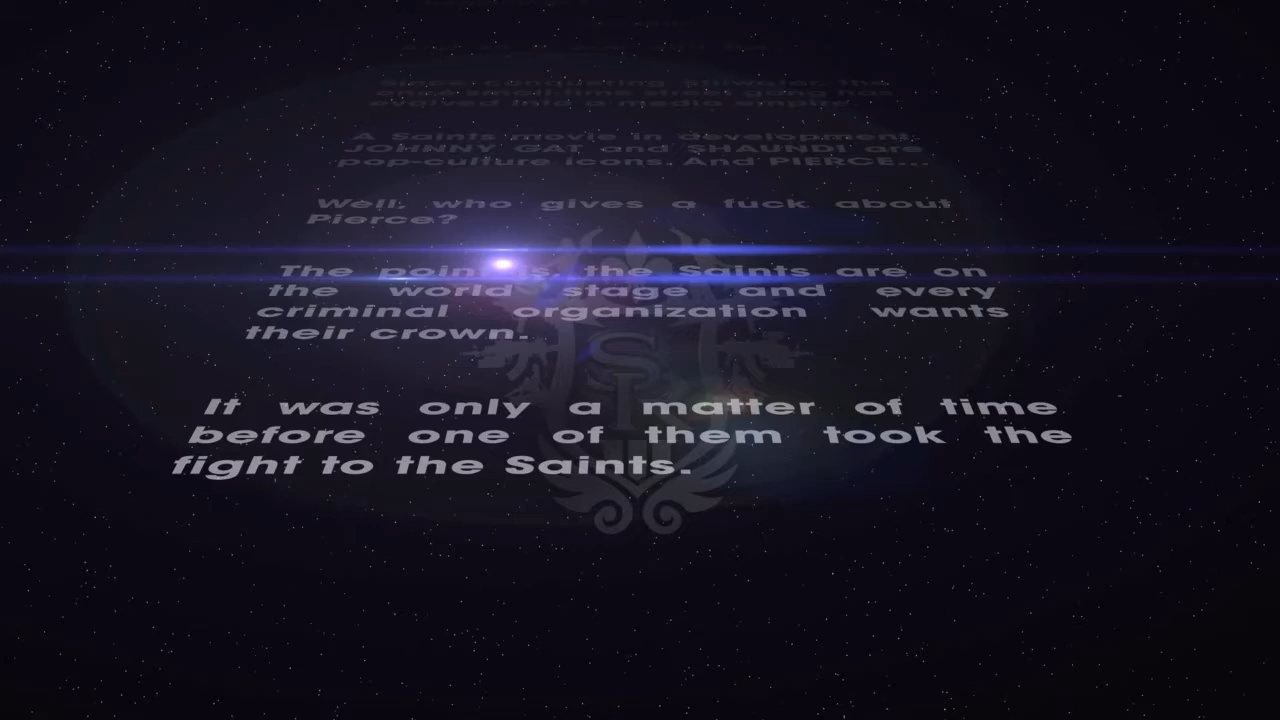 Since conquering Stilwater, the
once small-time street gang has
evolved into a media empire.
A Saints movie in development.
JOHNNY GAT and SHAUNDI are
pop-culture icons. And PIERCE...
Well, who gives a fuck about
Pierce?
The point is, the Saints are on
the world stage and every
criminal organization wants
their crown.
It was only a matter of time
before one of them took the
fight to the Saints.